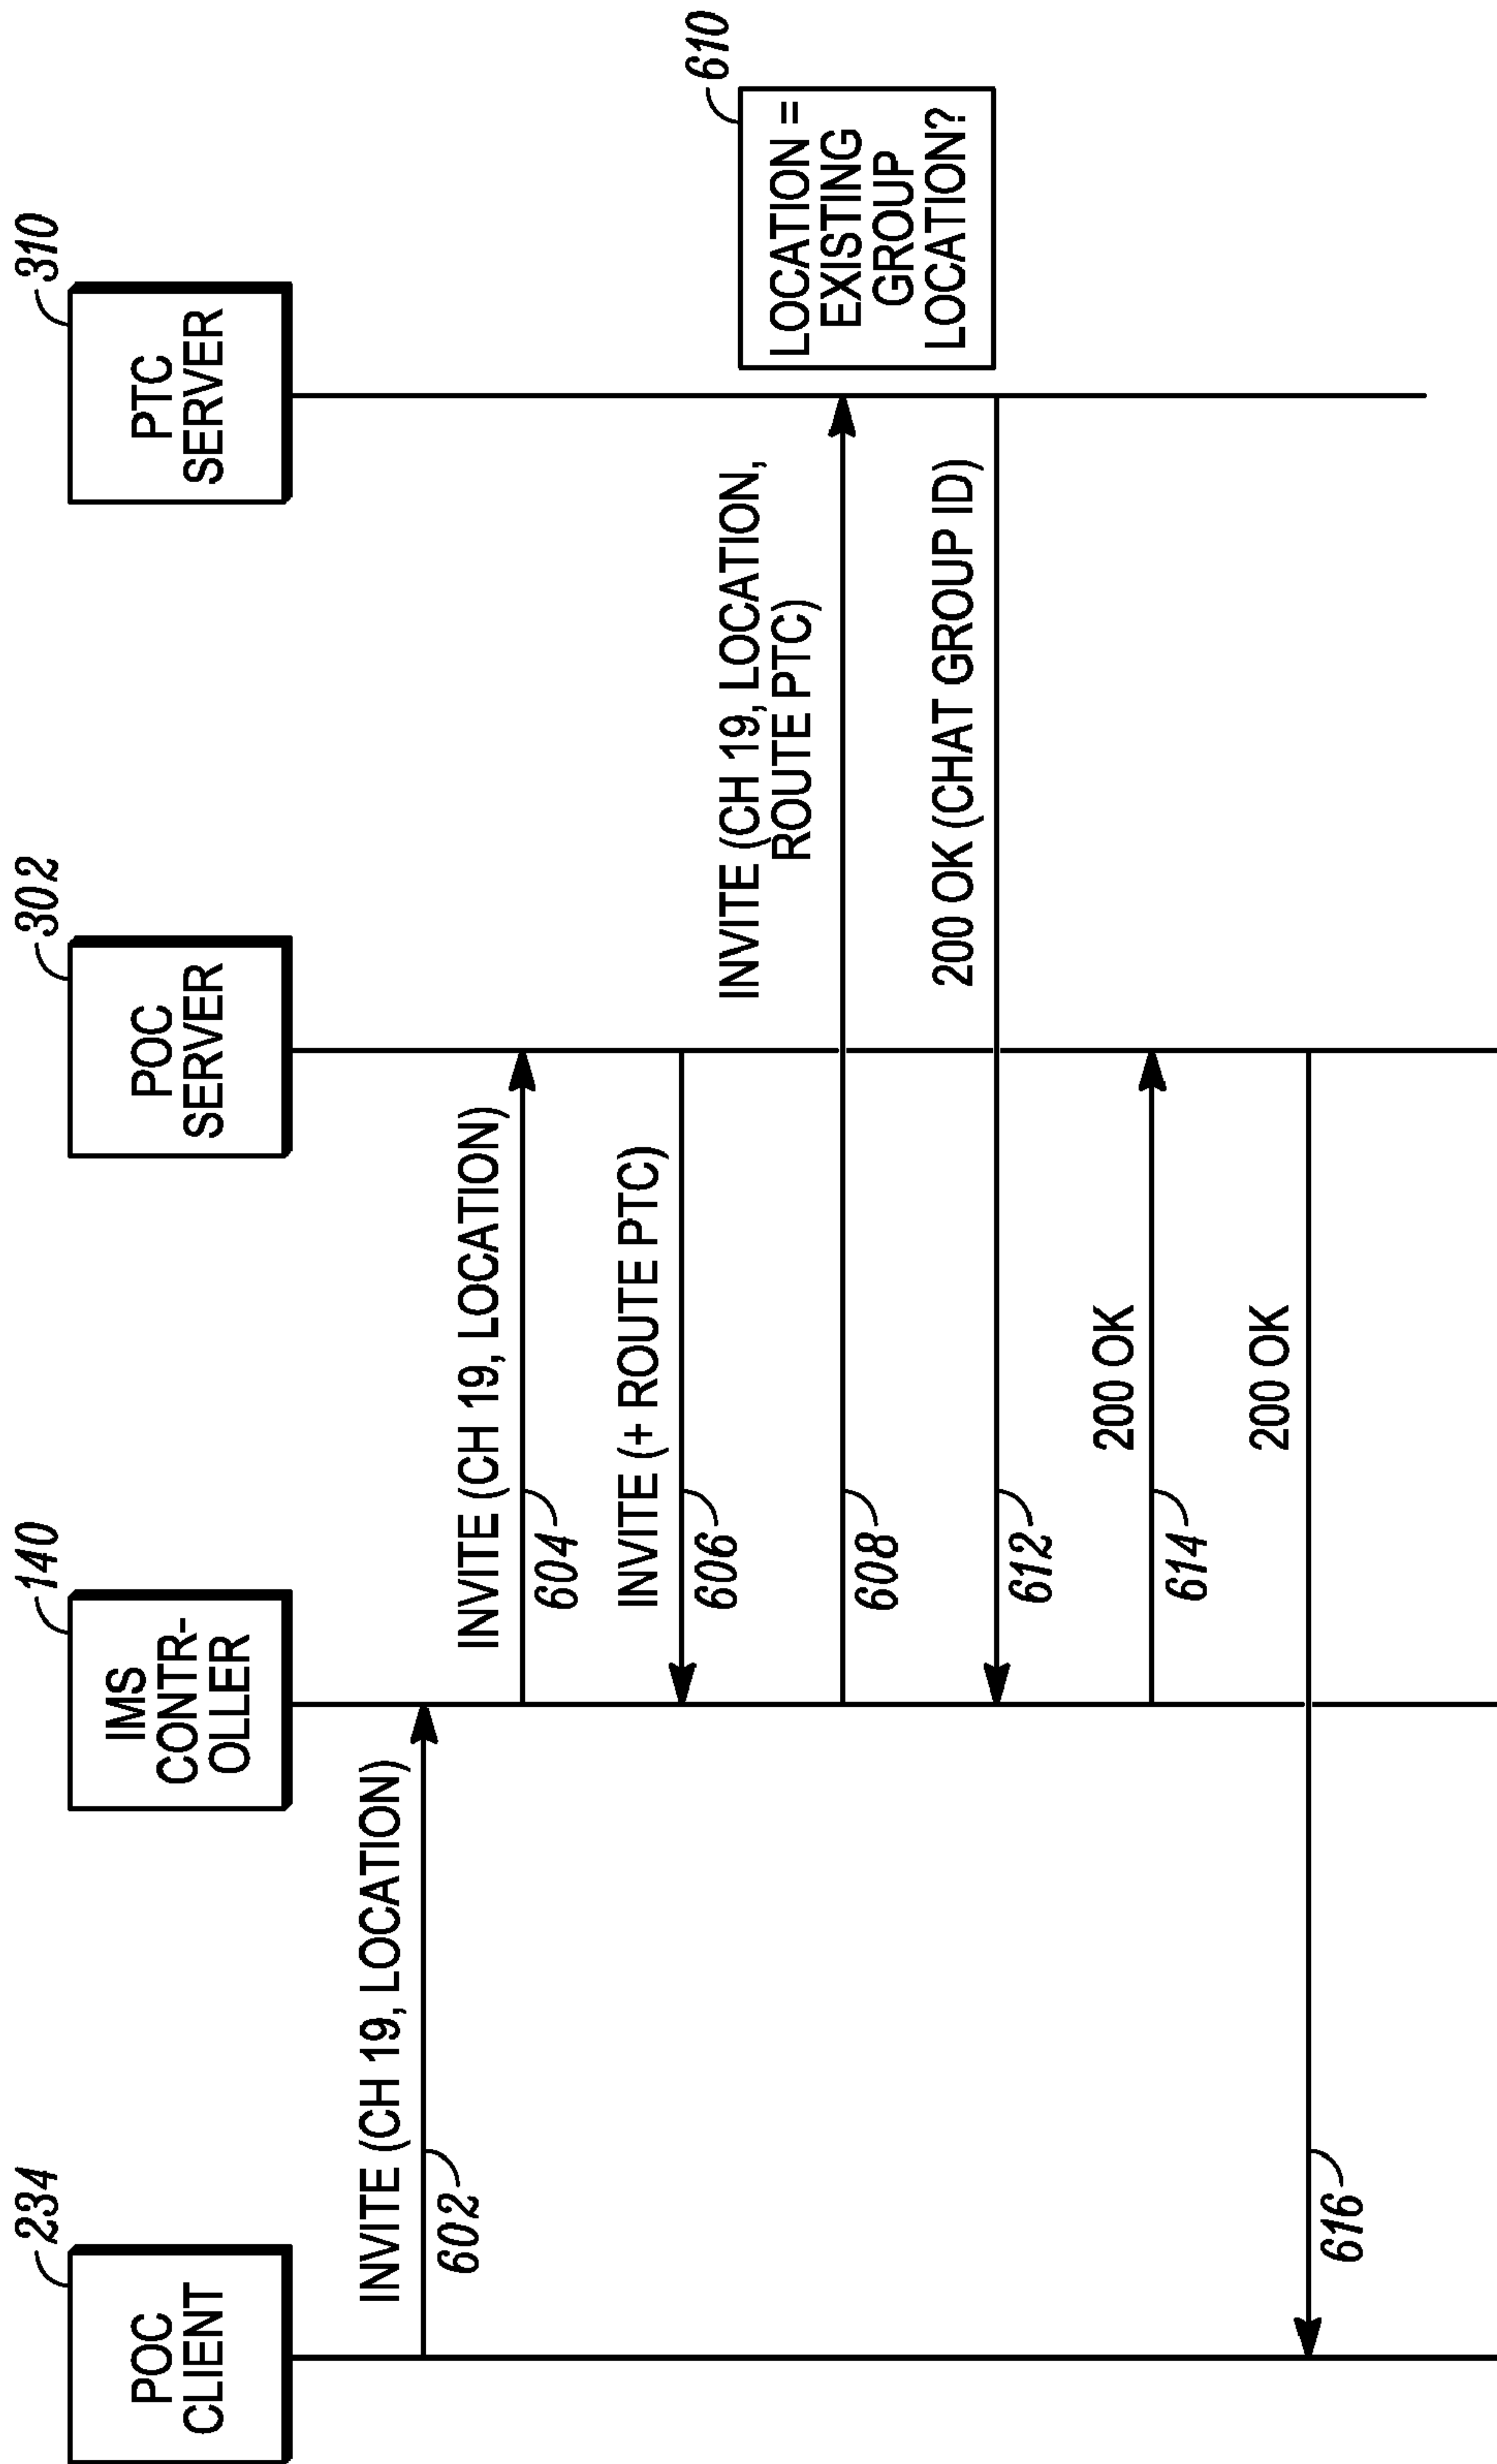 234
POC
CLIENT
140
IMS
CONTR-
OLLER
302
POC
SERVER
310
PTC
SERVER
INVITE (CH 19, LOCATION)
602
INVITE (CH 19, LOCATION)
604
INVITE (+ ROUTE PTC)
606
INVITE (CH 19, LOCATION,
ROUTE PTC)
608
610
LOCATION =
EXISTING
GROUP
LOCATION?
200 OK (CHAT GROUP ID)
612
200 OK
614
200 OK
616